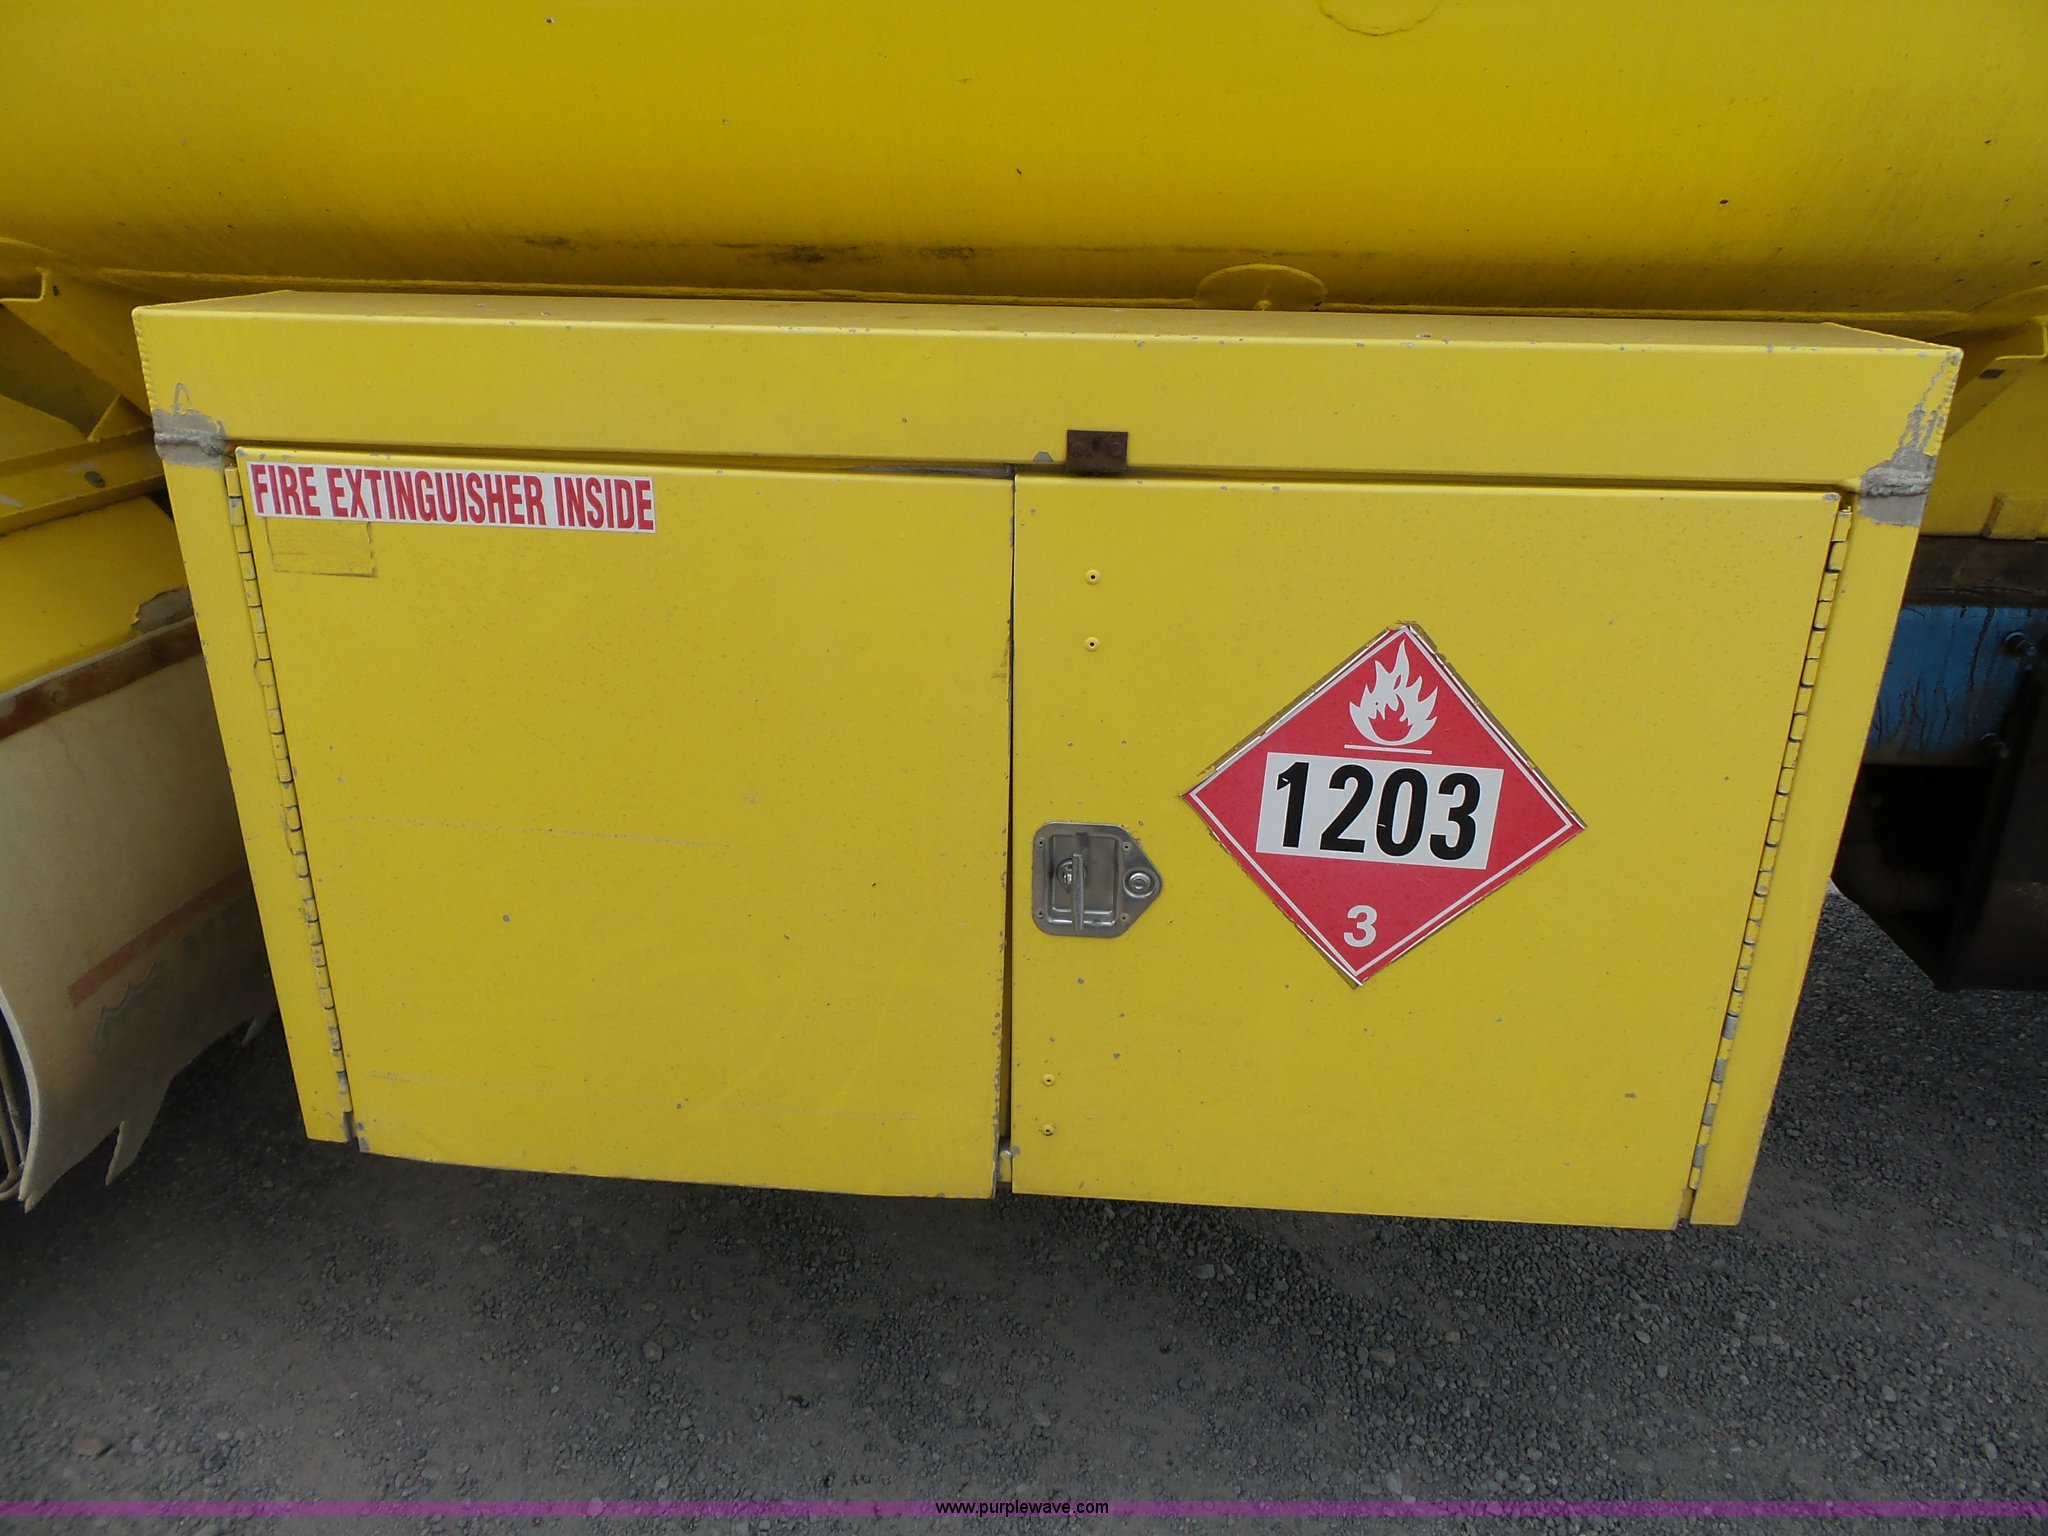 FIRE EXTINGUISHER INSIDE
1203
3
www.purplewave.com